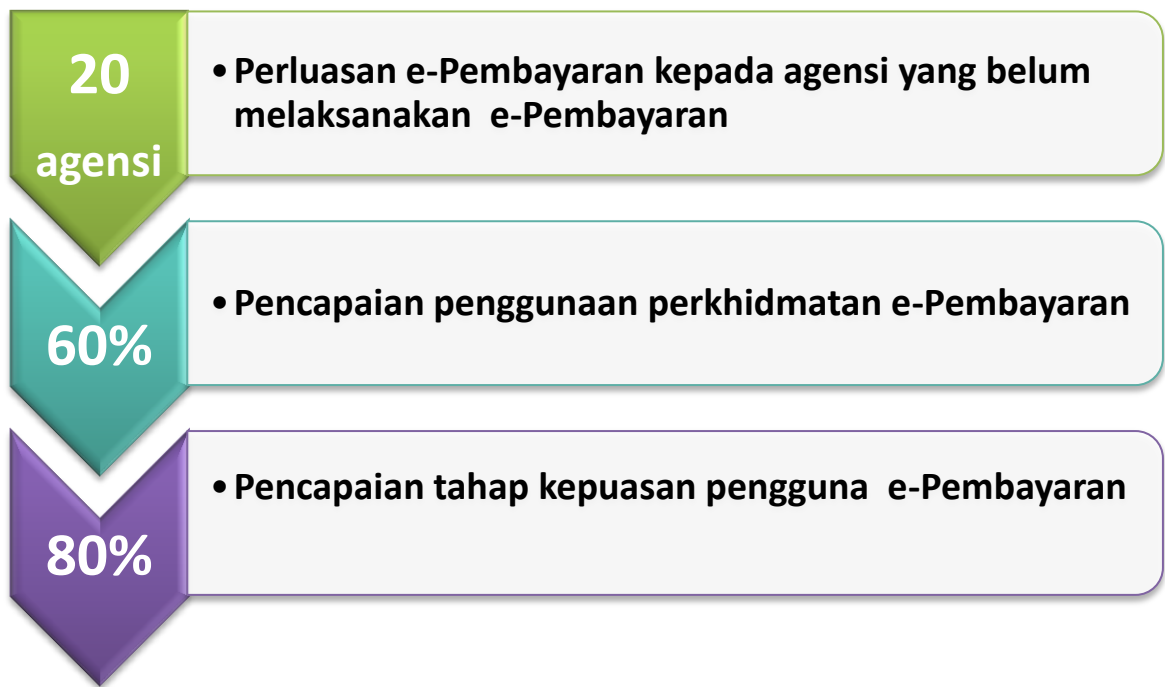 20
agensi
• Perluasan e-Pembayaran kepada agensi yang belum
melaksanakan e-Pembayaran
60%
• Pencapaian penggunaan perkhidmatan e-Pembayaran
80%
• Pencapaian tahap kepuasan pengguna e-Pembayaran